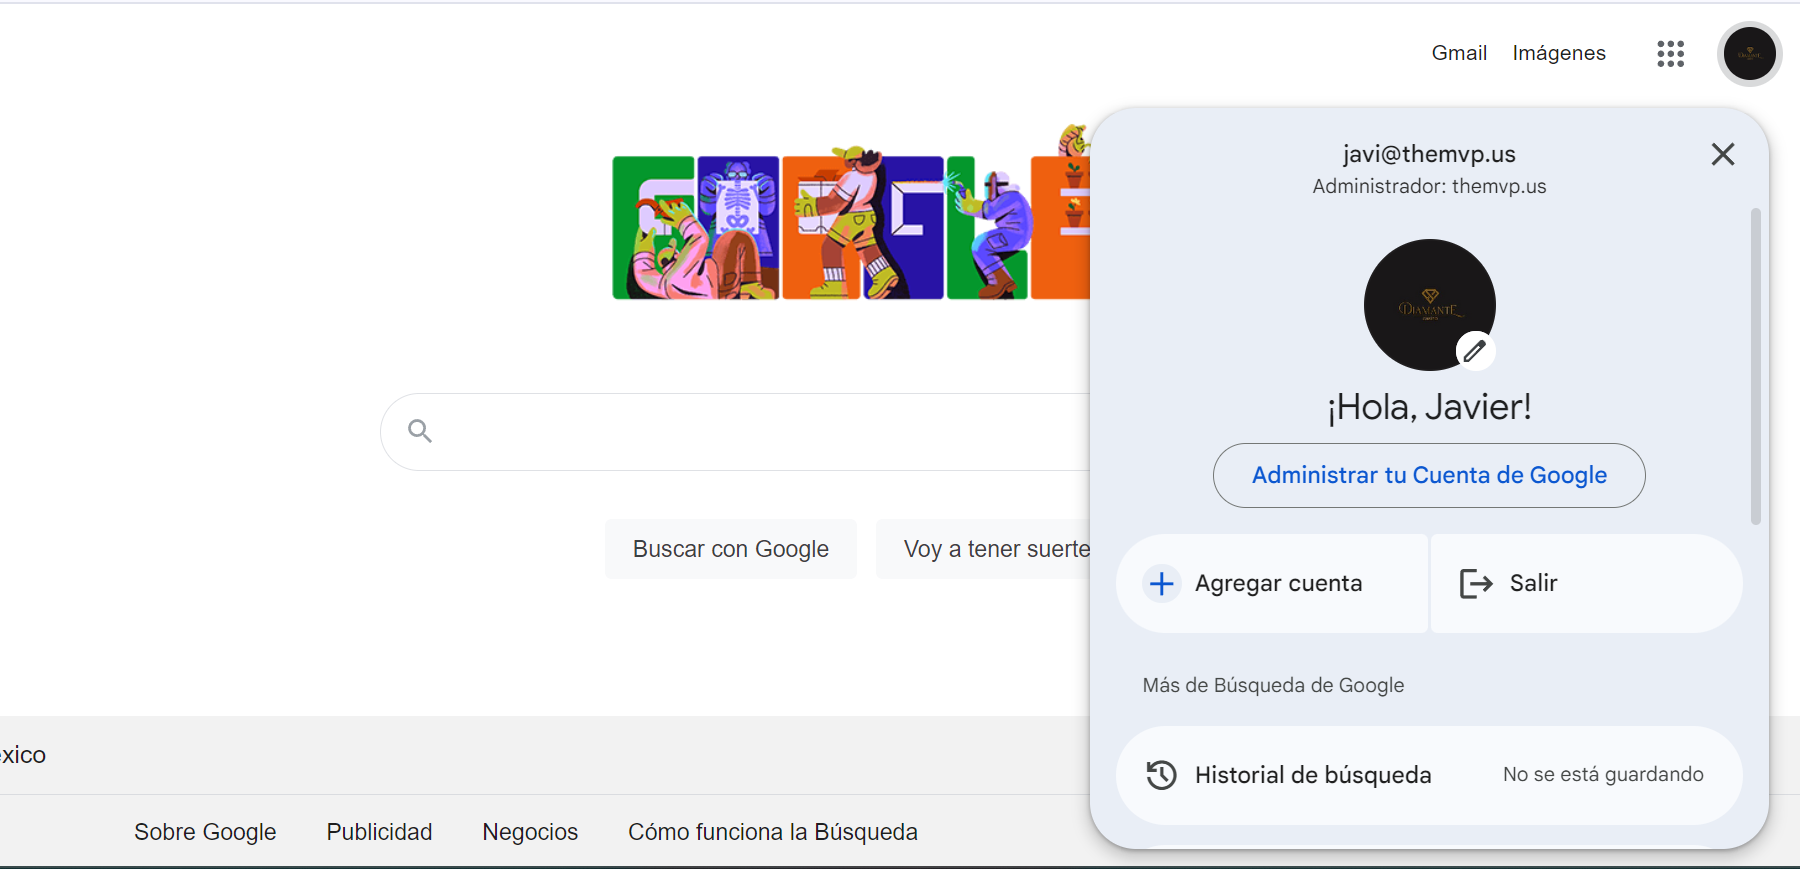 Gmail Imágenes
javi@themvp.us
Administrador: themvp.us
DIAMANTE
¡Hola, Javier!
Administrar tu Cuenta de Google
Buscar con Google Voy a tener suerte
Agregar cuenta Salir
Más de Búsqueda de Google
Historial de búsqueda No se está guardando
xico
Sobre Google Publicidad Negocios Cómo funciona la Búsqueda